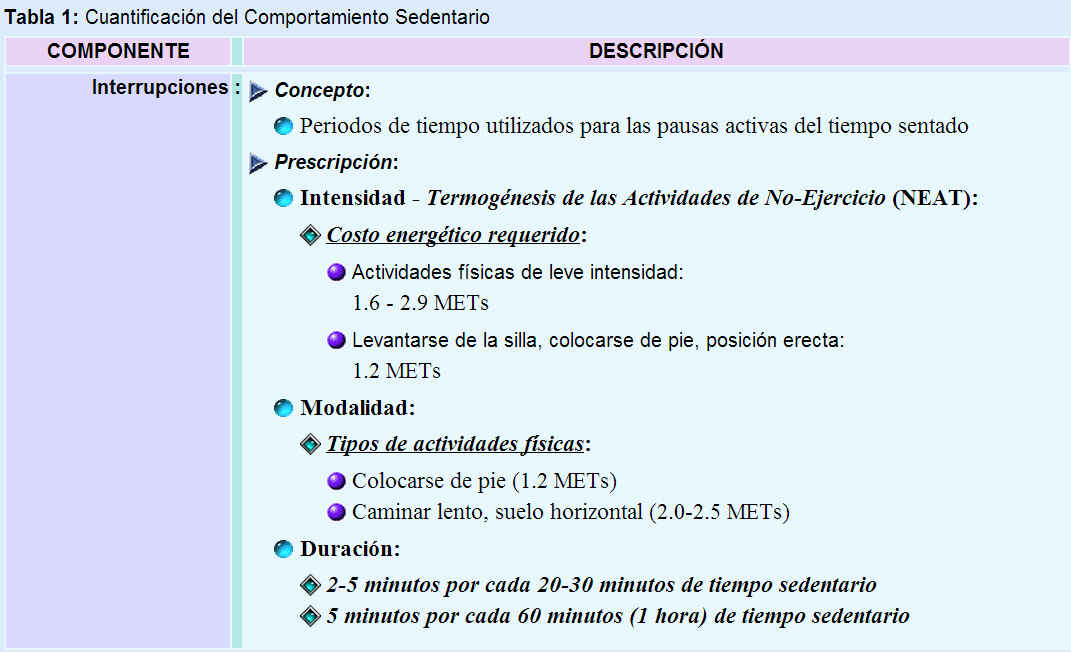 Tabla 1: Cuantificación del Comportamiento Sedentario
COMPONENTE DESCRIPCIÓN
Interrupciones : Concepto:
Periodos de tiempo utilizados para las pausas activas del tiempo sentado
Prescripción:
Intensidad - Termogénesis de las Actividades de No-Ejercicio (NEAT):
Costo energético requerido:
Actividades físicas de leve intensidad:
1.6 - 2.9 METs
Levantarse de la silla, colocarse de pie, posición erecta:
1.2 METs
Modalidad:
Tipos de actividades físicas:
Colocarse de pie (1.2 METs)
Caminar lento, suelo horizontal (2.0-2.5 METs)
Duración:
2-5 minutos por cada 20-30 minutos de tiempo sedentario
5 minutos por cada 60 minutos (1 hora) de tiempo sedentario